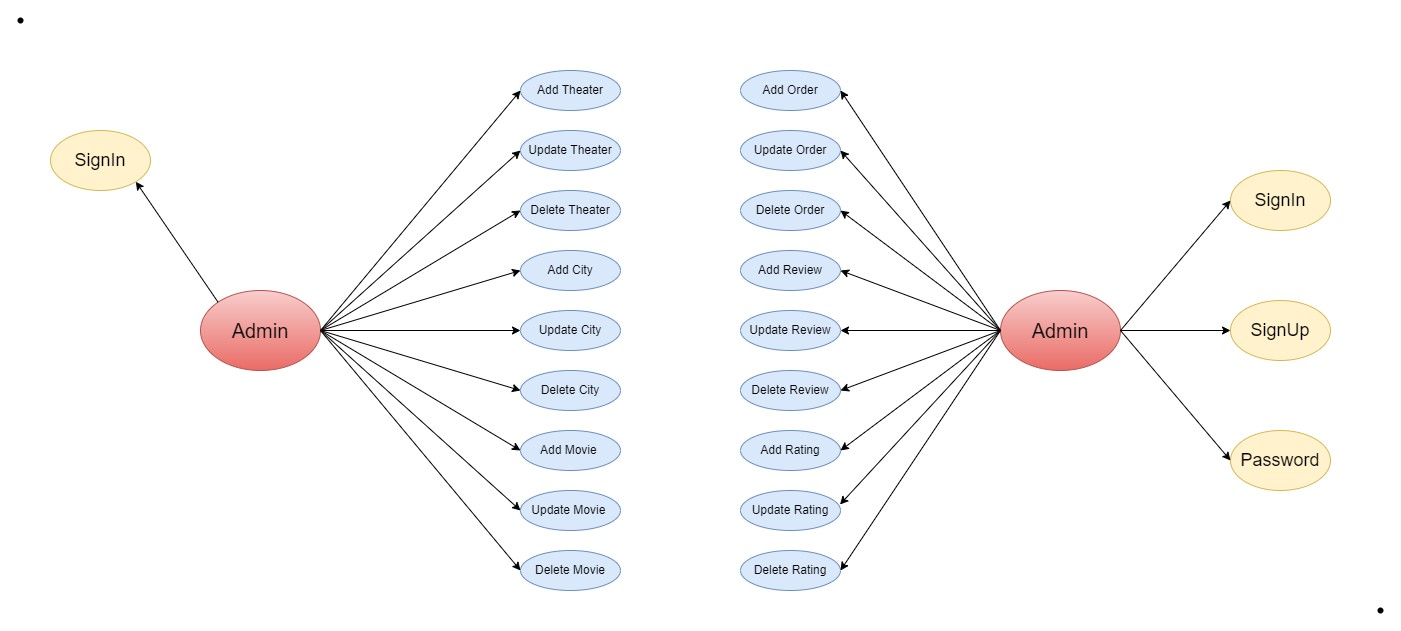 SignIn
Admin
Add Theater
Update Theater
Delete Theater
Add City
Update City
Delete City
Add Movie
Update Movie
Delete Movie
Add Order
Update Order
Delete Order
Add Review
Update Review
Delete Review
Add Rating
Update Rating
Delete Rating
Admin
SignIn
SignUp
Password